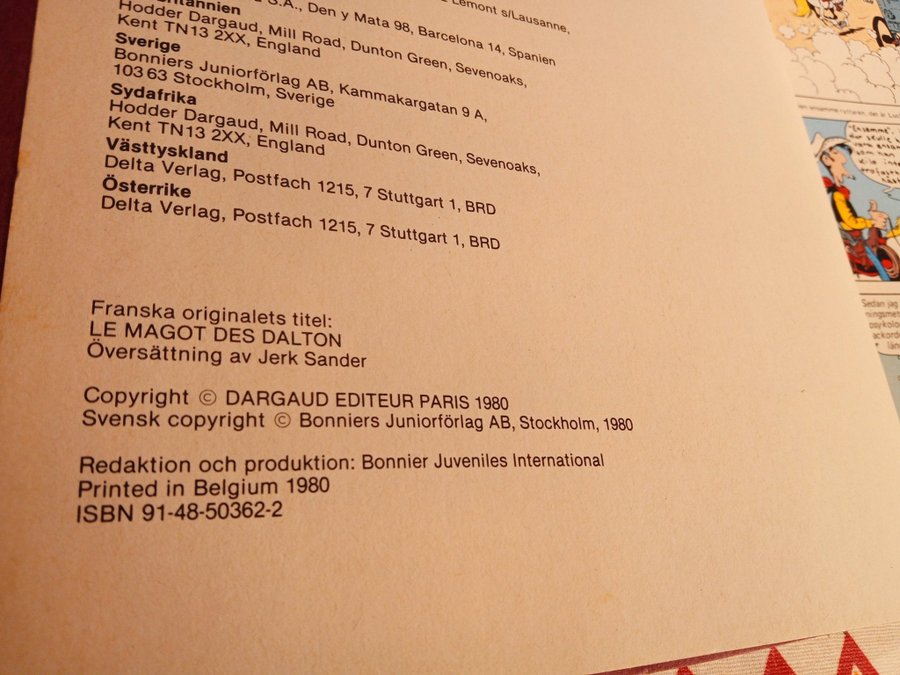 Lemont s/Lausanne,
S.A., Den y Mata 98, Barcelona 14, Spanien
Hodder Dargaud, Mill Road, Dunton Green, Sevenoaks,
Kent TN13 2XX, England
Sverige
Bonniers Juniorförlag AB, Kammakargatan 9 A,
103 63 Stockholm, Sverige
Sydafrika
Hodder Dargaud, Mill Road, Dunton Green, Sevenoaks,
Kent TN13 2XX, England
Västtyskland
Delta Verlag, Postfach 1215, 7 Stuttgart 1, BRD
Österrike
Delta Verlag, Postfach 1215, 7 Stuttgart 1, BRD
Franska originalets titel:
LE MAGOT DES DALTON
Översättning av Jerk Sander
Copyright © DARGAUD EDITEUR PARIS 1980
Svensk copyright © Bonniers Juniorförlag AB, Stockholm, 1980
Redaktion och produktion: Bonnier Juveniles International
Printed in Belgium 1980
ISBN 91-48-50362-2
"Ensamme".
Sedan jag